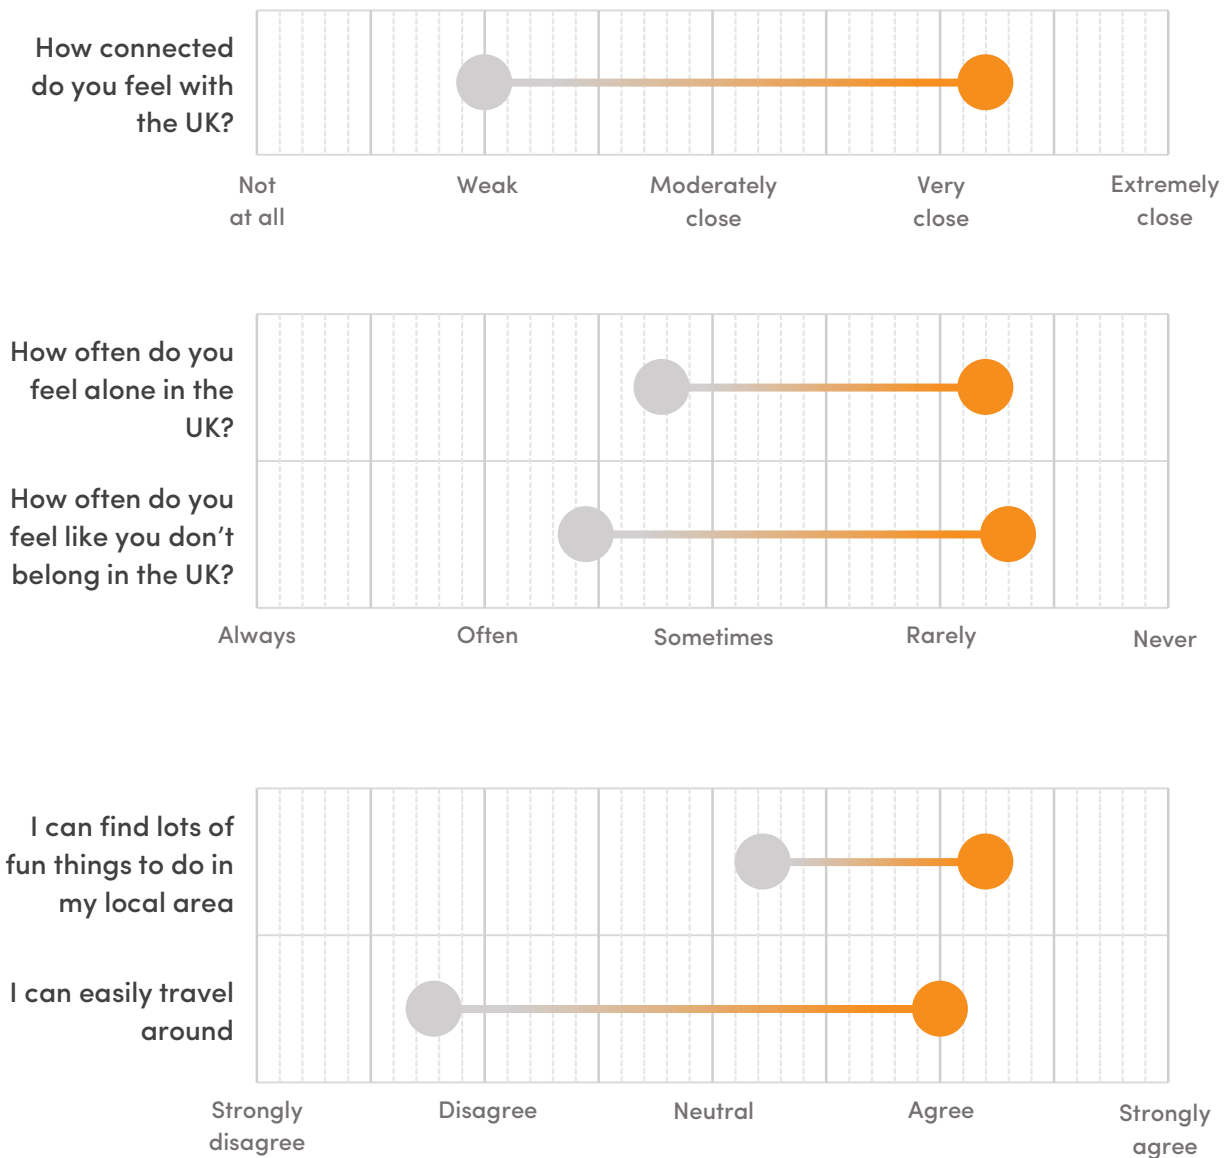 How connected
do you feel with
the UK?
Not
at all
Weak
Moderately
close
Very
close
Extremely
close
How often do you
feel alone in the
UK?
How often do you
feel like you don’t
belong in the UK?
Always
Often
Sometimes
Rarely
Never
I can find lots of
fun things to do in
my local area
I can easily travel
around
Strongly
disagree
Disagree
Neutral
Agree
Strongly
agree